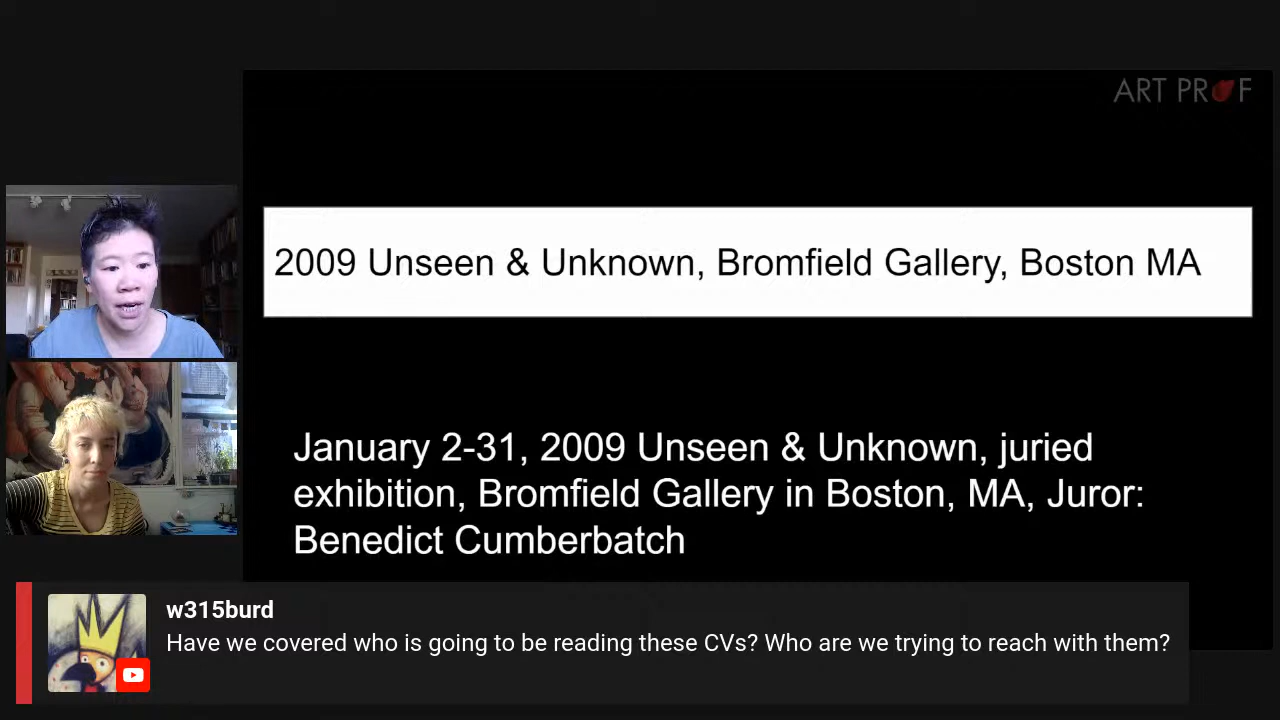 ART PROF
2009 Unseen & Unknown, Bromfield Gallery, Boston MA
January 2-31, 2009 Unseen & Unknown, juried
exhibition, Bromfield Gallery in Boston, MA, Juror:
Benedict Cumberbatch
w315burd
Have we covered who is going to be reading these CVs? Who are we trying to reach with them?